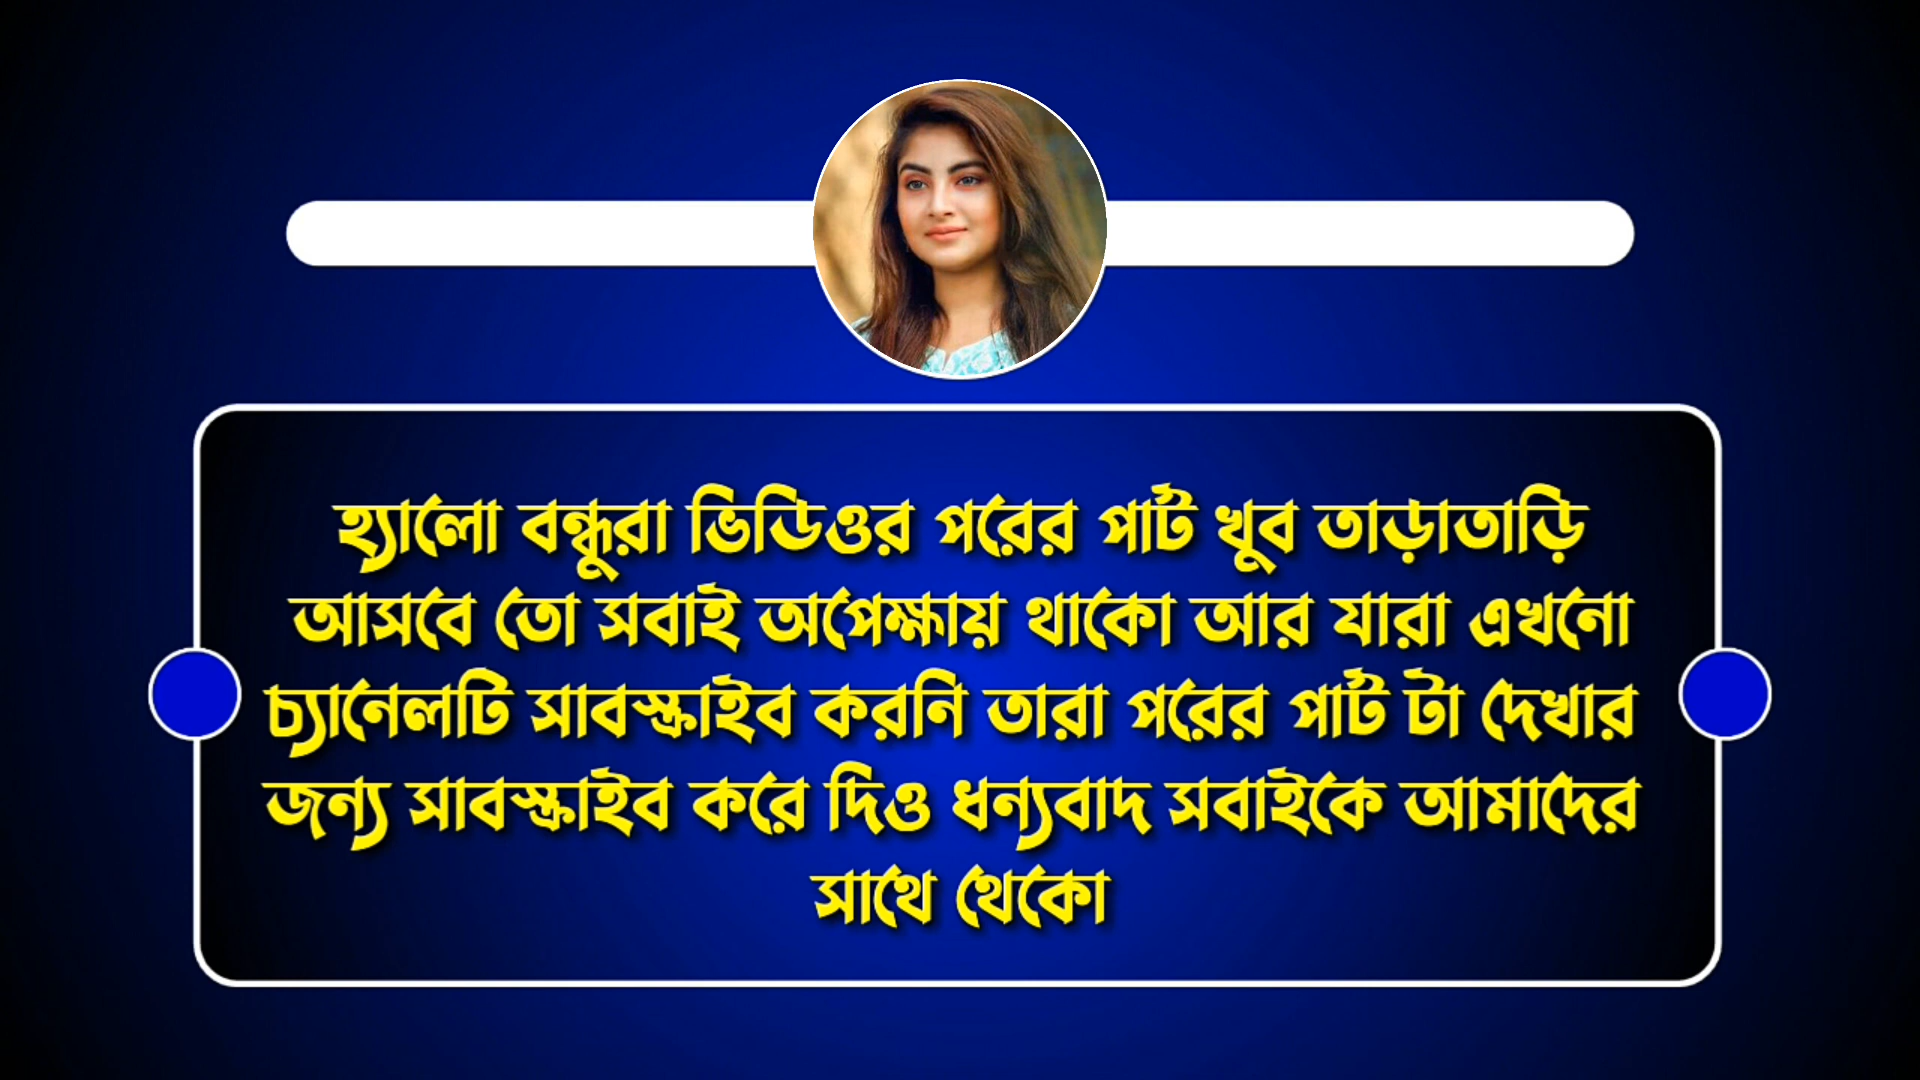 হ্যালো বন্ধুরা ভিডিওর পরের পার্ট খুব তাড়াতাড়ি
আসবে তো সবাই অপেক্ষায় থাকো আর যারা এখনো
চ্যানেলটি সাবস্ক্রাইব করনি তারা পরের পার্ট টা দেখার
জন্য সাবস্ক্রাইব করে দিও ধন্যবাদ সবাইকে আমাদের
সাথে থেকো